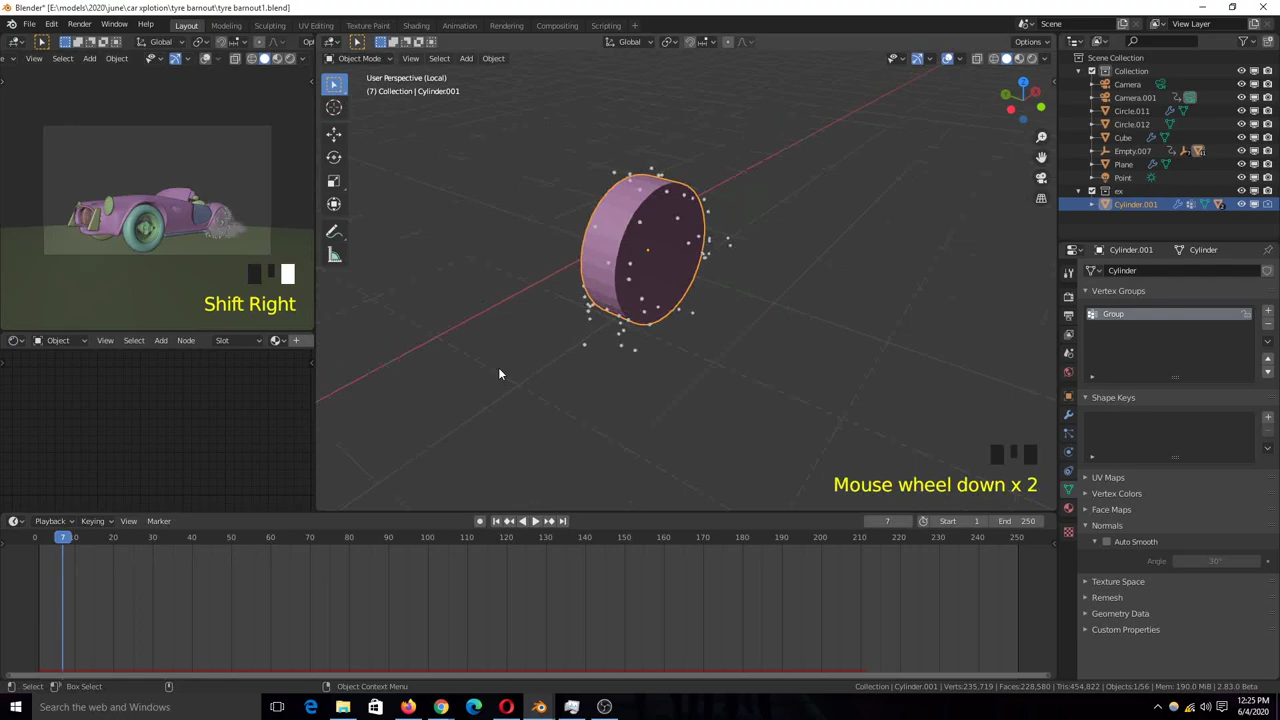 Blender* [E:\models\2020\june\car xplotion\tyre barnout\tyre barnout1.blend]
File Edit Render Window Help
Layout Modeling Sculpting UV Editing Texture Paint Shading Animation Rendering Compositing Scripting
Scene
View Layer
Global
Global
Options
View Select Add Object
Object Mode View Select Add Object
User Perspective (Local)
(7) Collection | Cylinder.001
Shift Right
Mouse wheel down x 2
Scene Collection
Collection
Camera
Camera.001
Circle.011
Circle.012
Cube
Empty.007
Plane
Point
ex
Cylinder.001
Cylinder.001
Cylinder
Cylinder
Vertex Groups
Group
Shape Keys
UV Maps
Vertex Colors
Face Maps
Normals
Auto Smooth
Angle 30°
Texture Space
Remesh
Geometry Data
Custom Properties
Object View Select Add Node Slot
Playback Keying View Marker
7 Start 1 End 250
0 7 10 20 30 40 50 60 70 80 90 100 110 120 130 140 150 160 170 180 190 200 210 220 230 240 250
Select Box Select Object Context Menu
Collection | Cylinder.001 | Verts:235,719 | Faces:228,580 | Tris:454,822 | Objects:1/56 | Mem: 190.0 MiB | 2.83.0 Beta
Search Windows
12:25 PM
6/4/2020